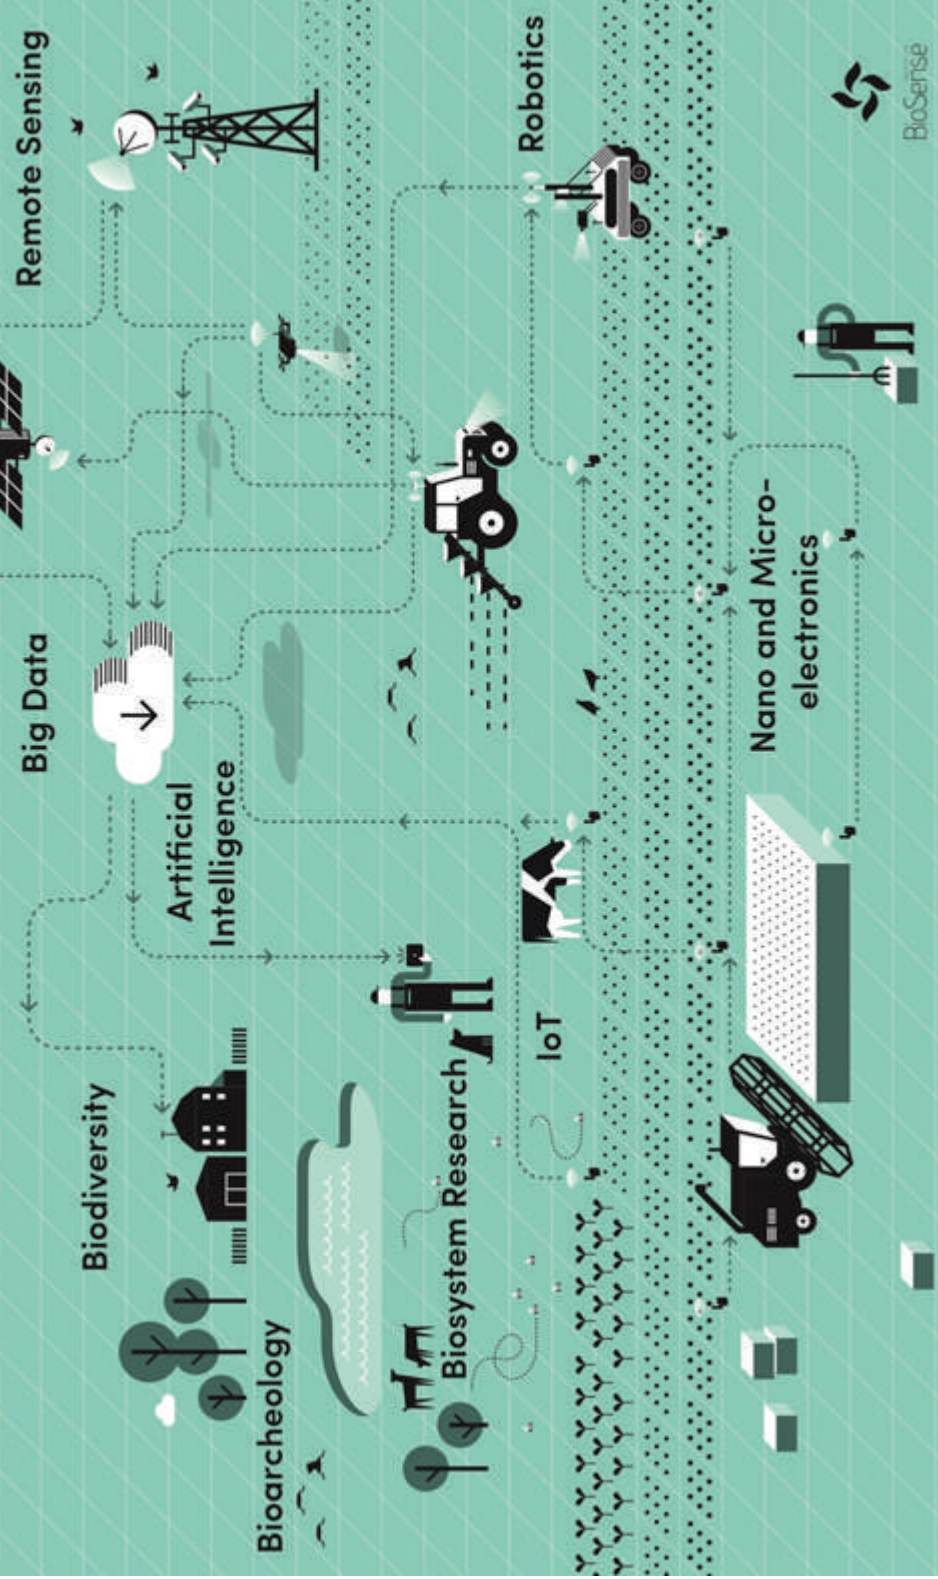 Big Data
Remote Sensing
Biodiversity
Artificial
Intelligence
Bioarcheology
Robotics
Biosystem Research
IoT
Nano and Micro-
electronics
BioSense